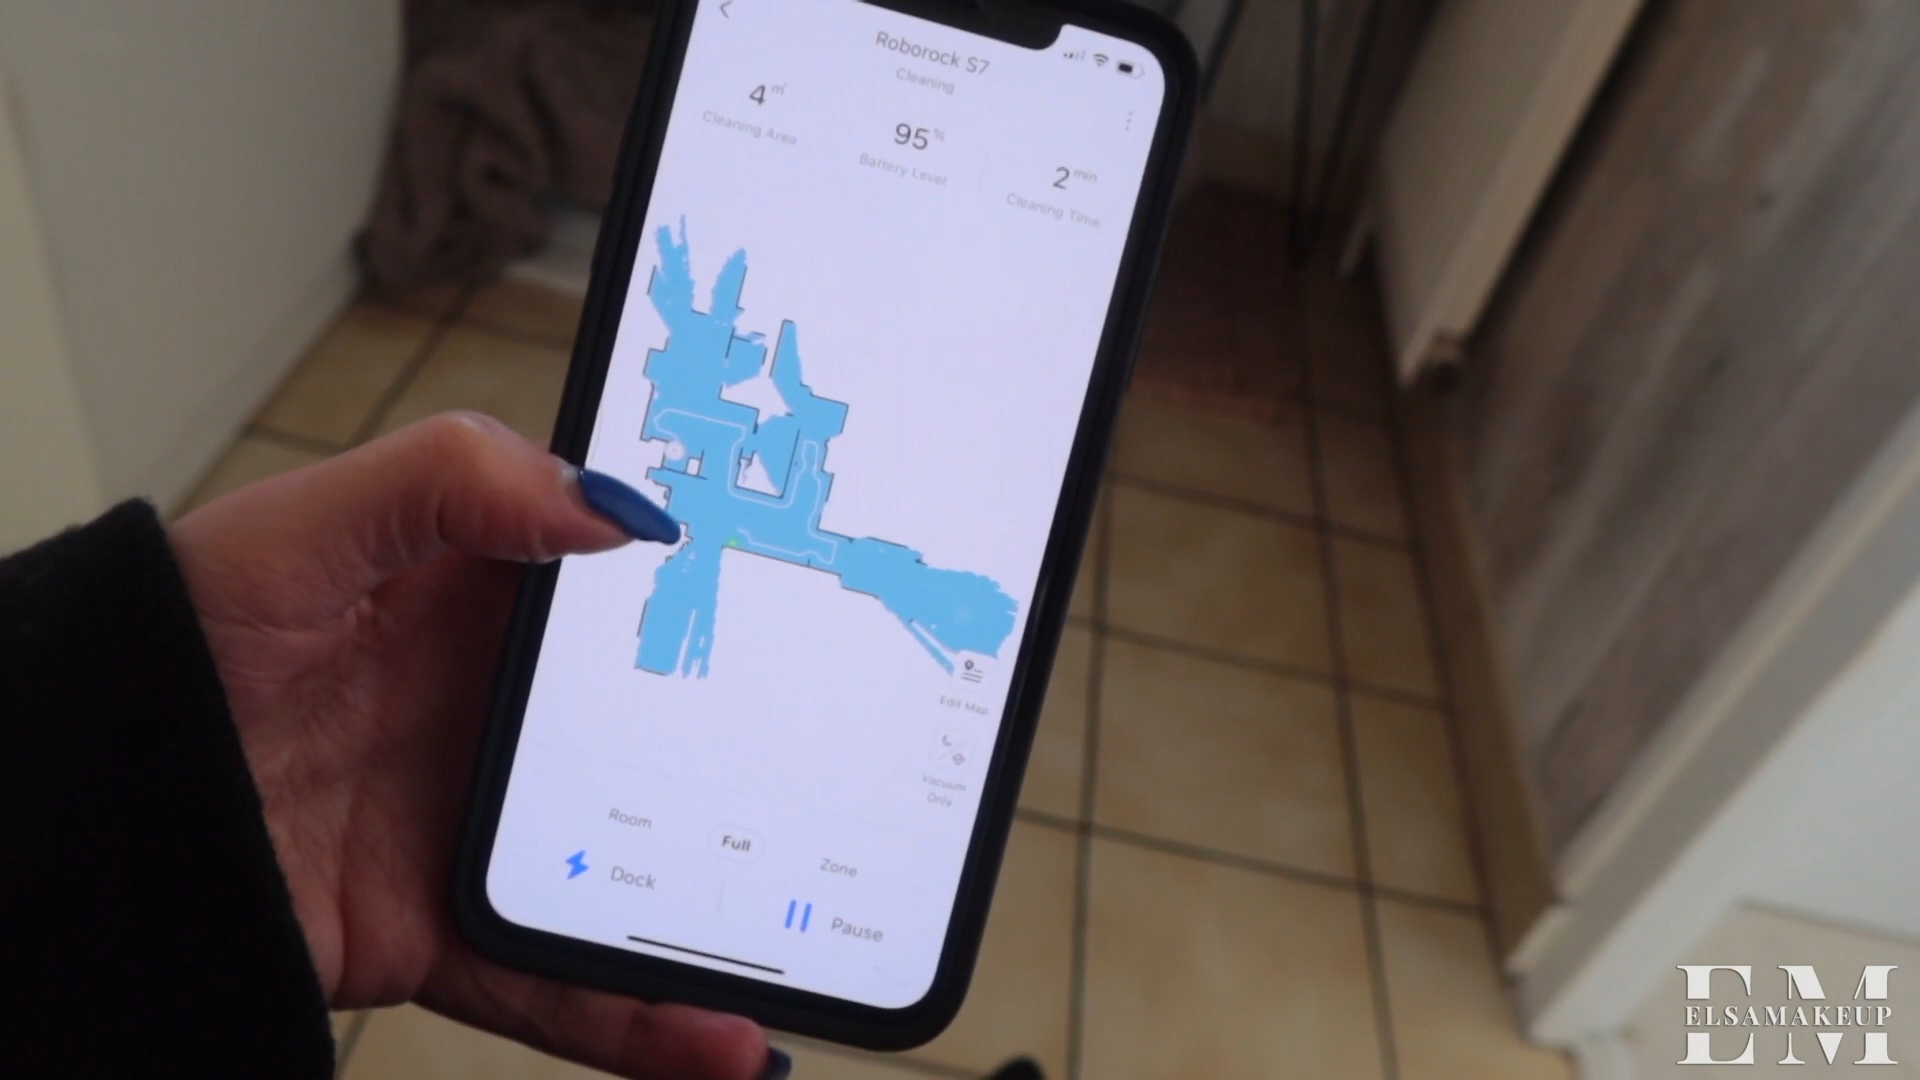 Roborock S7
Cleaning
4 m²
Cleaning Area
95 %
Battery Level
2 min
Cleaning Time
Edit Map
Vacuum
Only
Room
Full
Zone
Dock
Pause
EM
ELSAMAKEUP